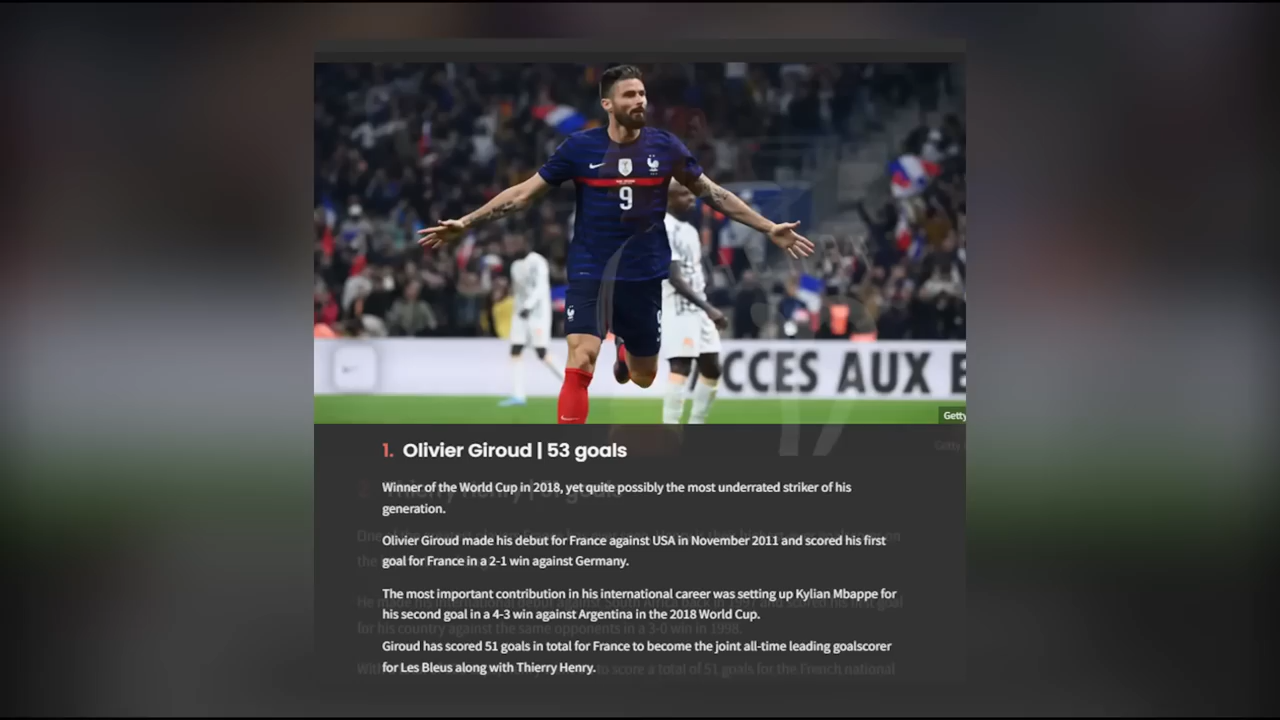 9
CCES AUX E
Getty
1. Olivier Giroud | 53 goals
Winner of the World Cup in 2018, yet quite possibly the most underrated striker of his
generation.
Olivier Giroud made his debut for France against USA in November 2011 and scored his first
goal for France in a 2-1 win against Germany.
The most important contribution in his international career was setting up Kylian Mbappe for
his second goal in a 4-3 win against Argentina in the 2018 World Cup.
Giroud has scored 51 goals in total for France to become the joint all-time leading goalscorer
for Les Bleus along with Thierry Henry.